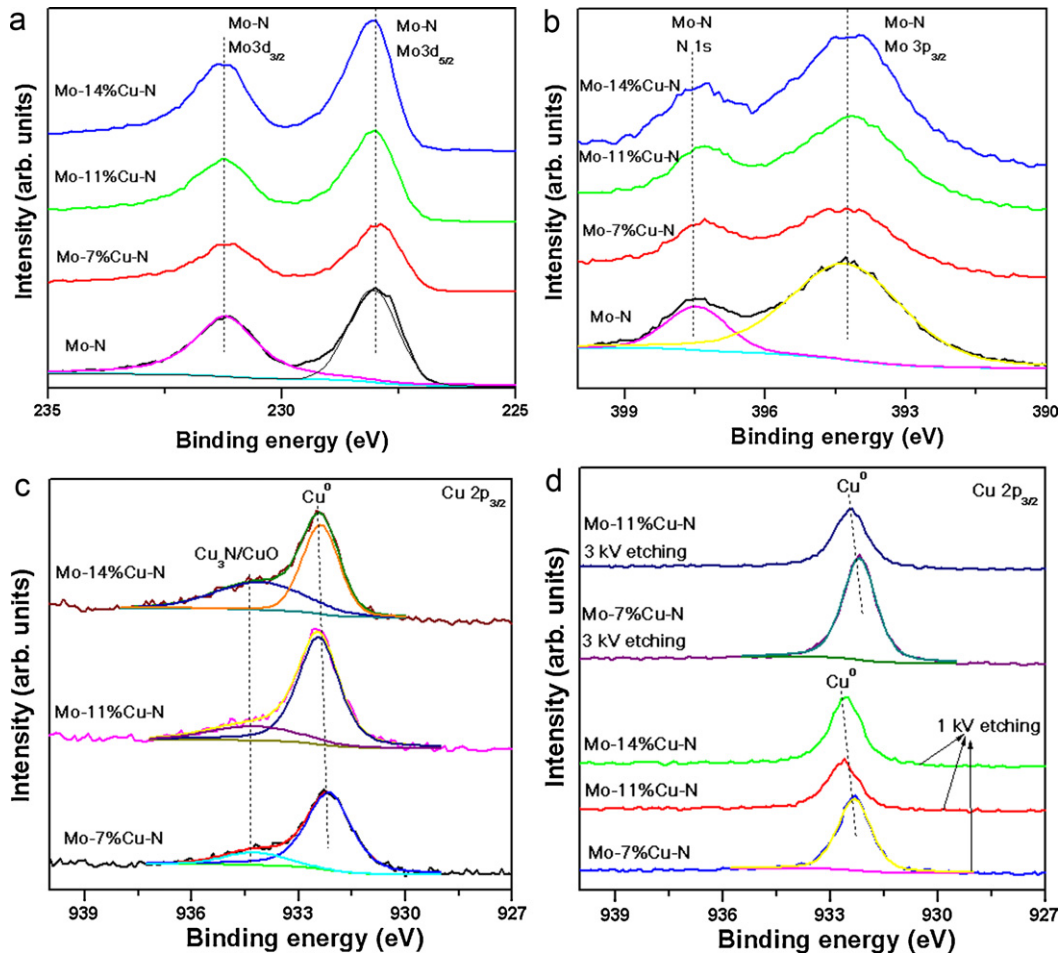 a
Mo-N
Mo3d3/2
Mo-N
Mo3d5/2
Mo-14%Cu-N
Mo-11%Cu-N
Mo-7%Cu-N
Mo-N
Intensity (arb. units)
235 230 225
Binding energy (eV)
b
Mo-N
N 1s
Mo-N
Mo 3p3/2
Mo-14%Cu-N
Mo-11%Cu-N
Mo-7%Cu-N
Mo-N
Intensity (arb. units)
399 396 393 390
Binding energy (eV)
c
Cu0
Cu 2p3/2
Cu3N/CuO
Mo-14%Cu-N
Mo-11%Cu-N
Mo-7%Cu-N
Intensity (arb. units)
939 936 933 930 927
Binding energy (eV)
d
Cu0
Cu 2p3/2
Mo-11%Cu-N
3 kV etching
Mo-7%Cu-N
3 kV etching
Cu0
1 kV etching
Mo-14%Cu-N
Mo-11%Cu-N
Mo-7%Cu-N
Intensity (arb. units)
939 936 933 930 927
Binding energy (eV)